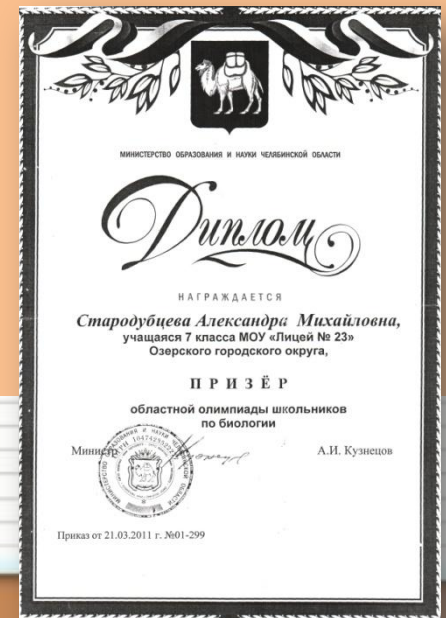 МИНИСТЕРСТВО ОБРАЗОВАНИЯ И НАУКИ ЧЕЛЯБИНСКОЙ ОБЛАСТИ
Диплом
НАГРАЖДАЕТСЯ
Стародубцева Александра Михайловна,
учащаяся 7 класса МОУ «Лицей № 23»
Озерского городского округа,
ПРИЗЁР
областной олимпиады школьников
по биологии
Министр А.И. Кузнецов
Приказ от 21.03.2011 г. №01-299